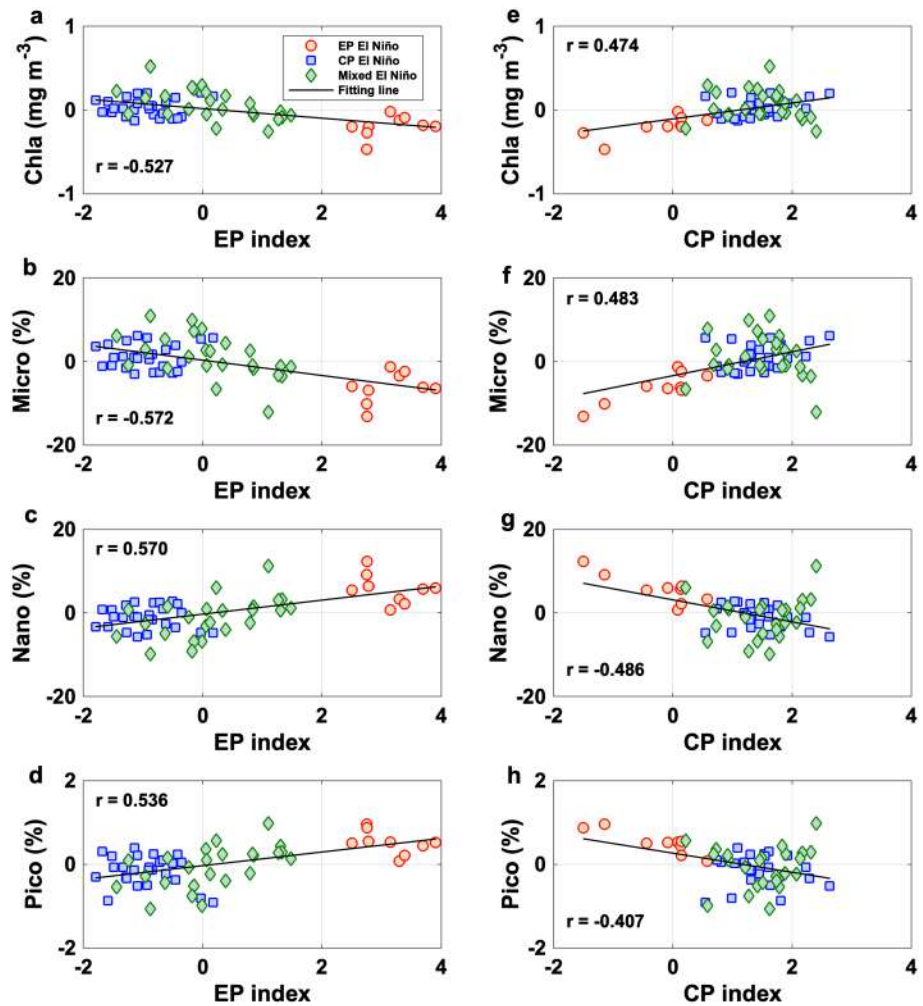 a
1
0
-1
Chla (mg m⁻³)
EP El Niño
CP El Niño
Mixed El Niño
Fitting line
r = -0.527
-2 0 2 4
EP index
e
1
0
-1
Chla (mg m⁻³)
r = 0.474
-2 0 2 4
CP index
b
20
0
-20
Micro (%)
r = -0.572
-2 0 2 4
EP index
f
20
0
-20
Micro (%)
r = 0.483
-2 0 2 4
CP index
c
20
0
-20
Nano (%)
r = 0.570
-2 0 2 4
EP index
g
20
0
-20
Nano (%)
r = -0.486
-2 0 2 4
CP index
d
2
0
-2
Pico (%)
r = 0.536
-2 0 2 4
EP index
h
2
0
-2
Pico (%)
r = -0.407
-2 0 2 4
CP index